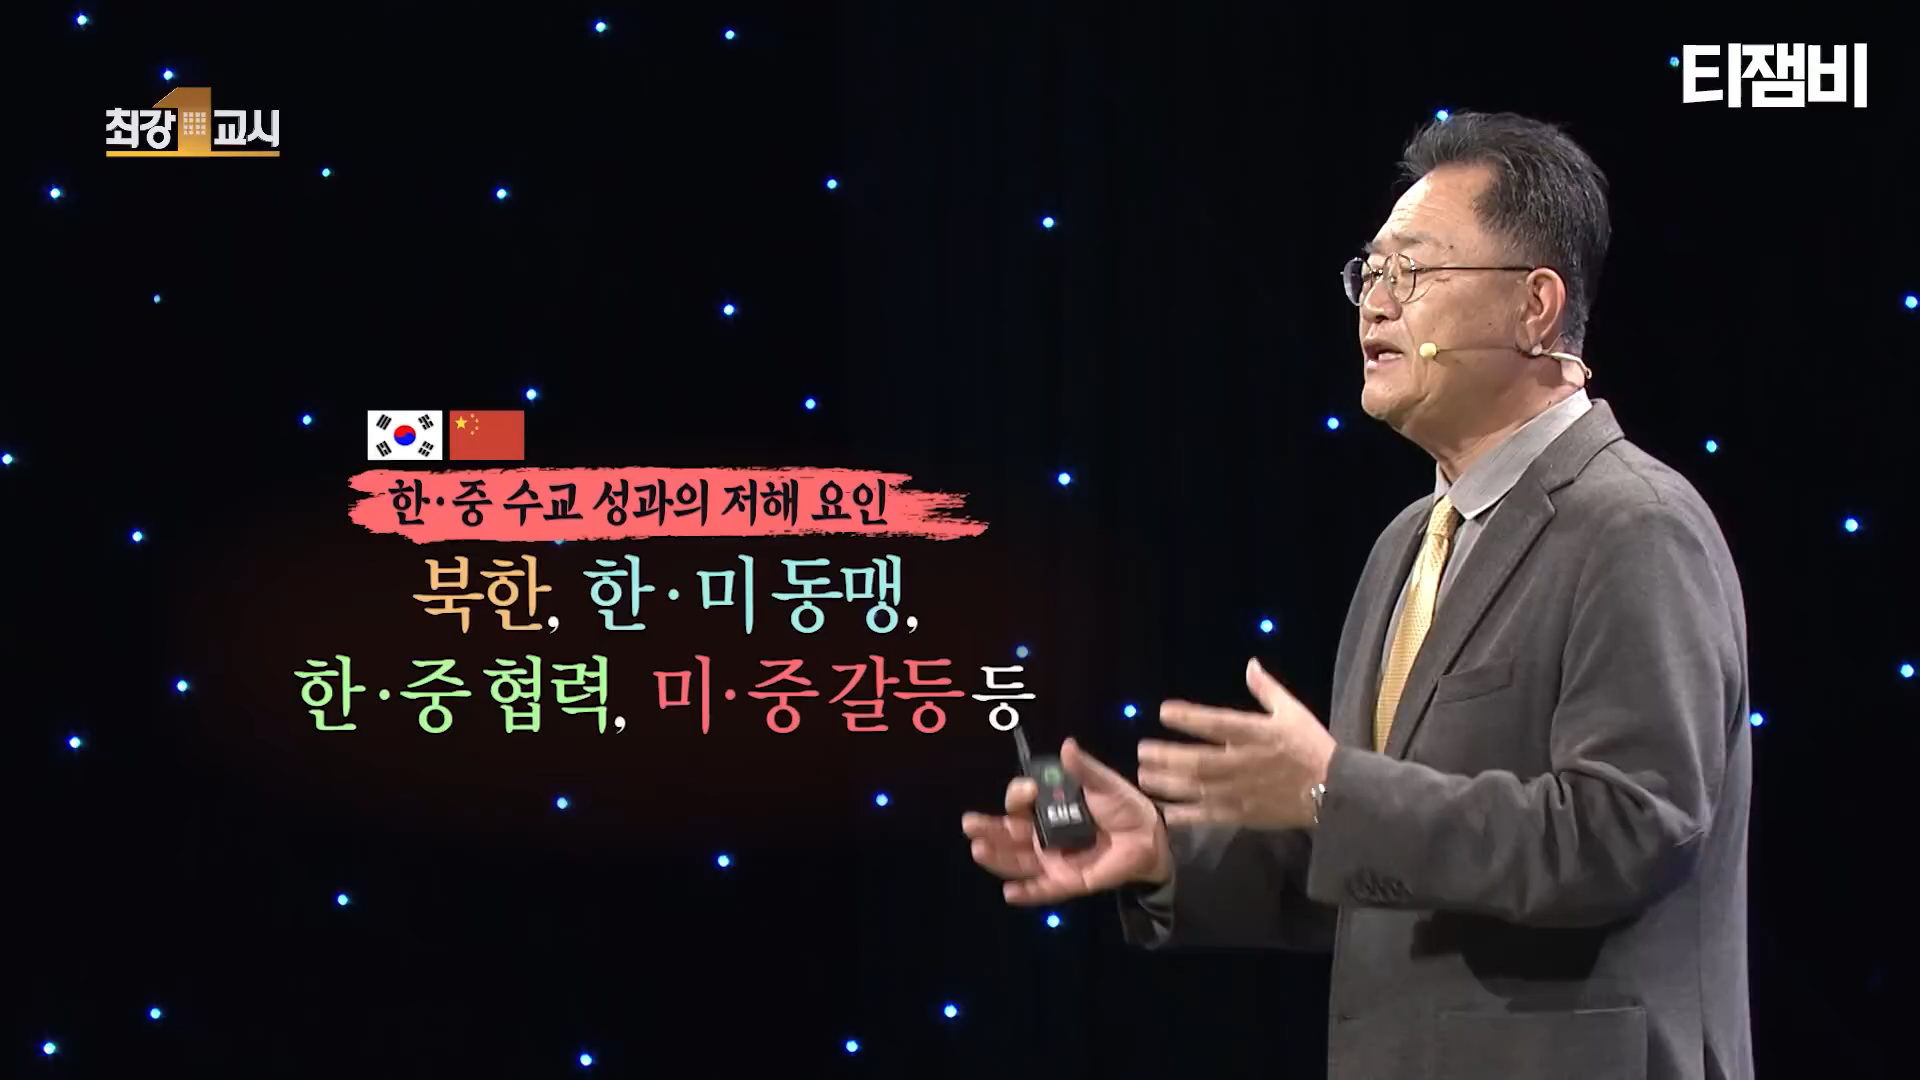 최강1교시
티잼비
한·중 수교 성과의 저해 요인
북한, 한·미 동맹,
한·중 협력, 미·중 갈등 등